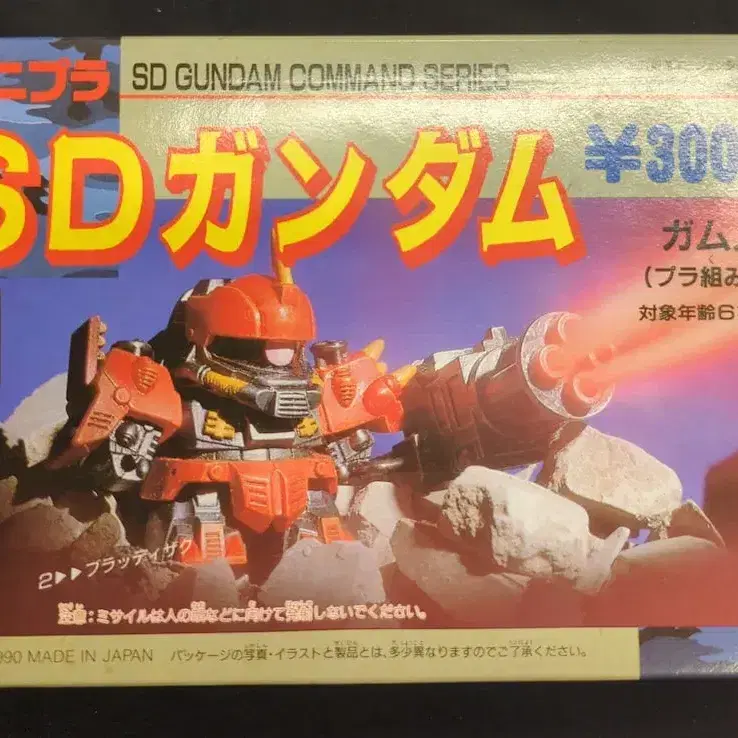 ニプラ SD GUNDAM COMMAND SERIES
SDガンダム ¥300
ガム
(プラ組み
対象年齢6
2▶▶ブラッディザク
注意:ミサイルは人の顔などに向けて発射しないでください。
990 MADE IN JAPAN パッケージの写真・イラストと製品とは、多少異なりますのでご了承ください。